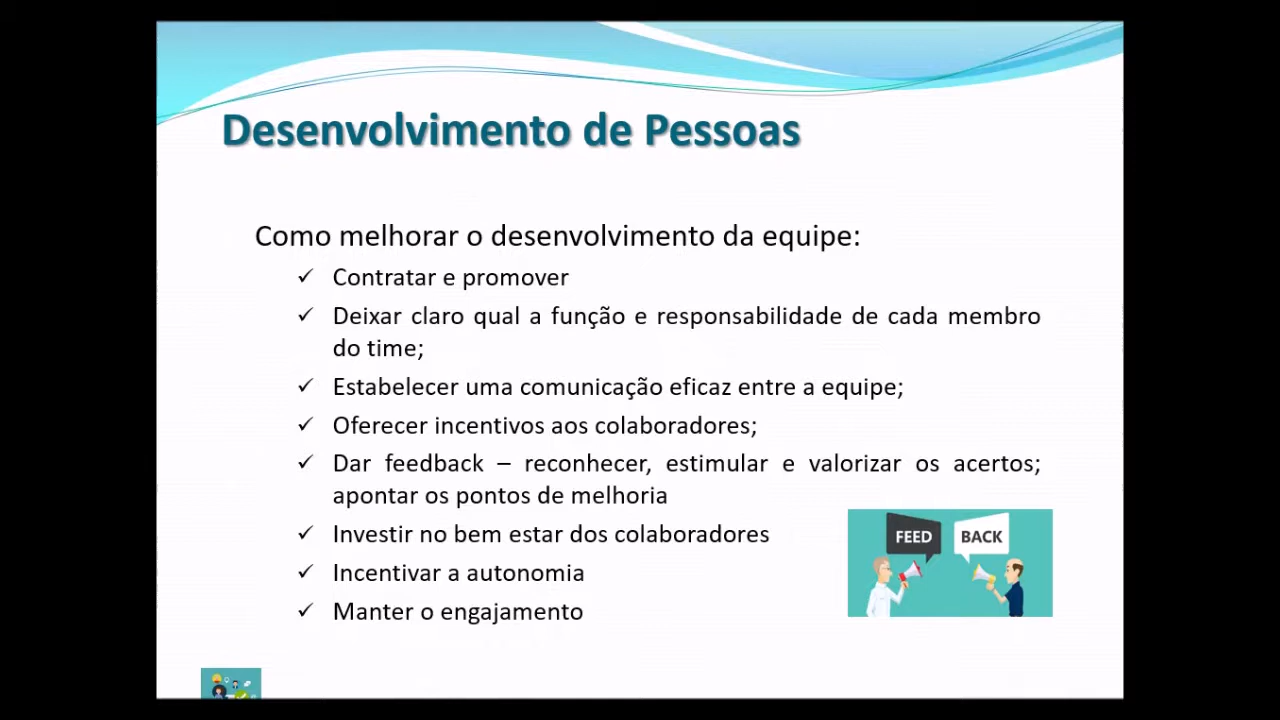 Desenvolvimento de Pessoas
Como melhorar o desenvolvimento da equipe:
✓ Contratar e promover
✓ Deixar claro qual a função e responsabilidade de cada membro
do time;
✓ Estabelecer uma comunicação eficaz entre a equipe;
✓ Oferecer incentivos aos colaboradores;
✓ Dar feedback – reconhecer, estimular e valorizar os acertos;
apontar os pontos de melhoria
✓ Investir no bem estar dos colaboradores
✓ Incentivar a autonomia
✓ Manter o engajamento
FEED BACK